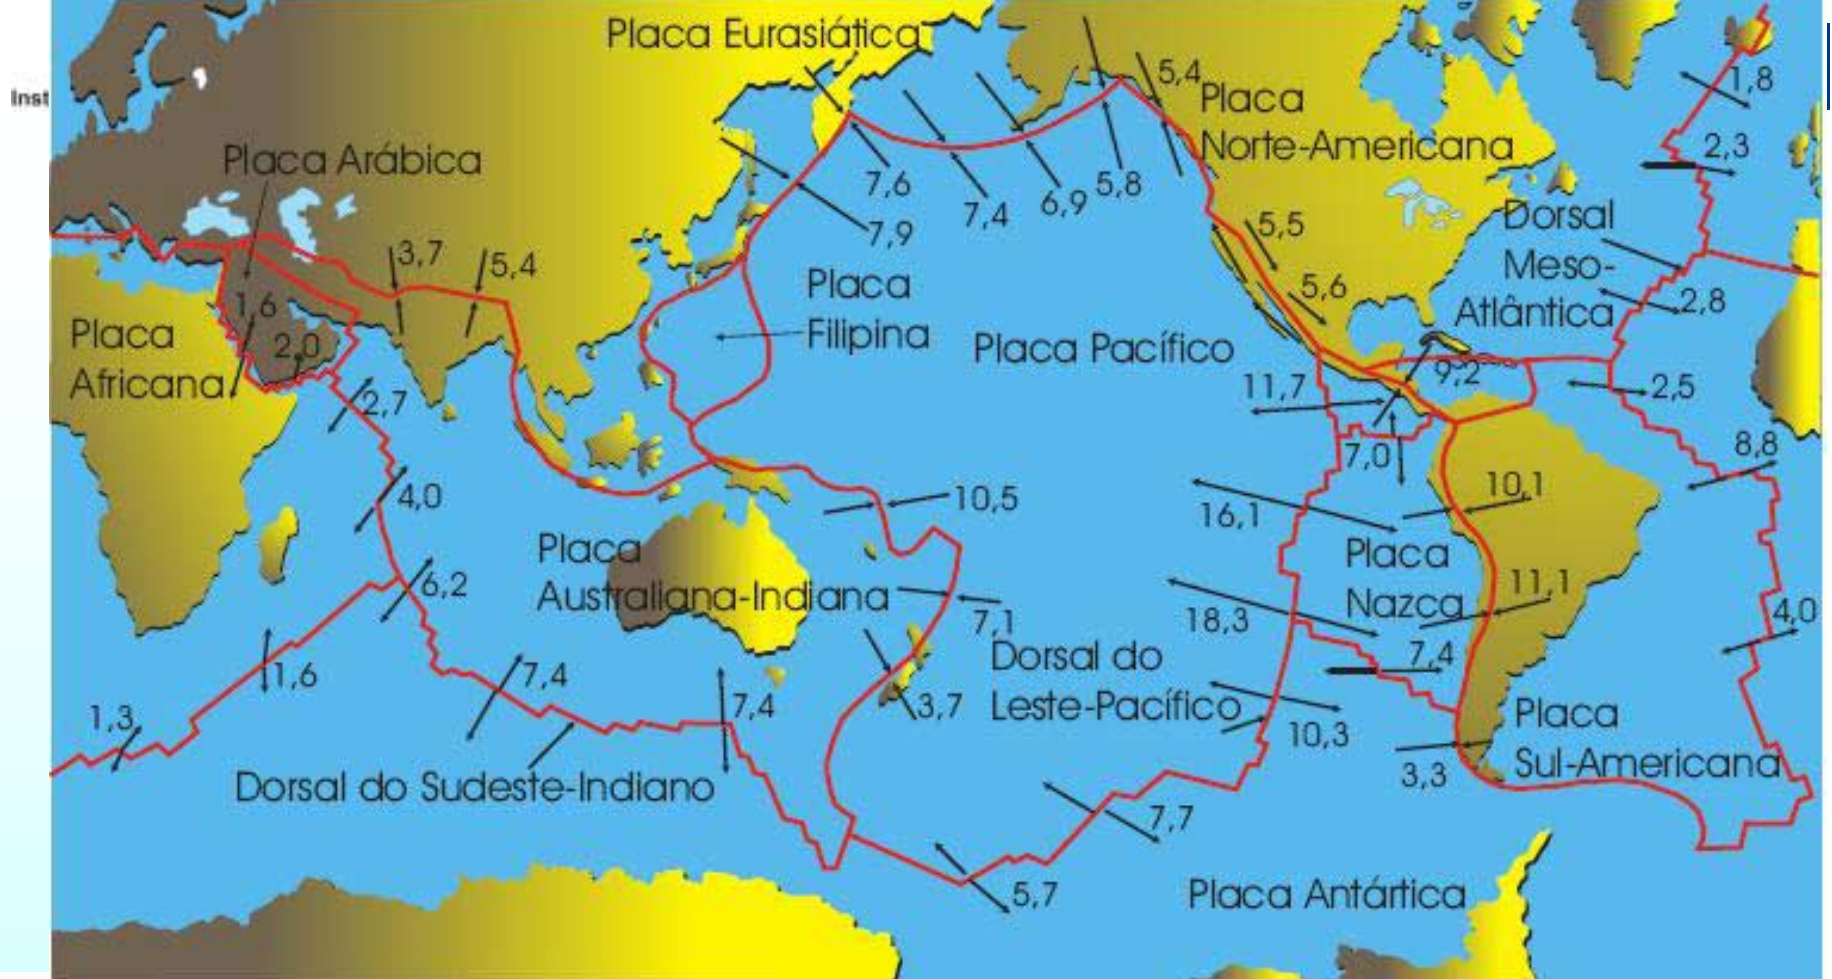 Placa Eurasiática
5,4
1,8
Inst
Placa
Norte-Americana
Placa Arábica
2,3
7,6
7,4
6,9
5,8
7,9
Dorsal
Meso-
Atlântica
3,7
5,4
5,5
5,6
2,8
1,6
2,0
Placa
Africana
Placa
Filipina
Placa Pacífico
9,2
11,7
2,5
2,7
7,0
8,8
4,0
10,5
16,1
10,1
Placa
Australiana-Indiana
Placa
Nazca
6,2
7,1
18,3
11,1
4,0
1,6
7,4
Dorsal do
Leste-Pacífico
7,4
1,3
7,4
3,7
10,3
Placa
Sul-Americana
3,3
Dorsal do Sudeste-Indiano
7,7
5,7
Placa Antártica